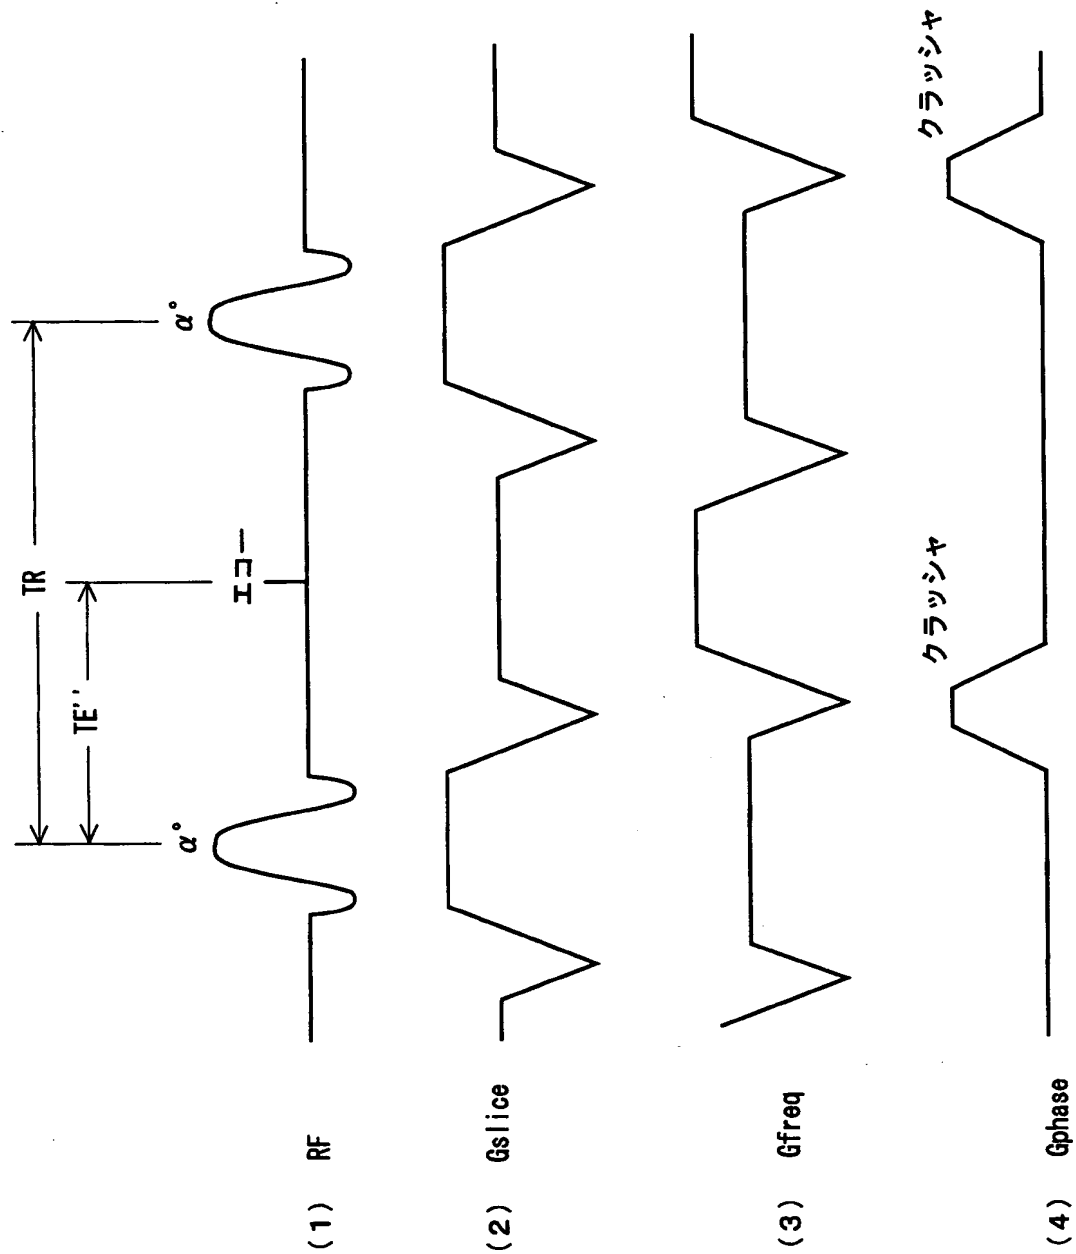 TR
TE''
α° α°
エコー
(1) RF
(2) Gslice
(3) Gfreq
クラッシャ クラッシャ
(4) Gphase